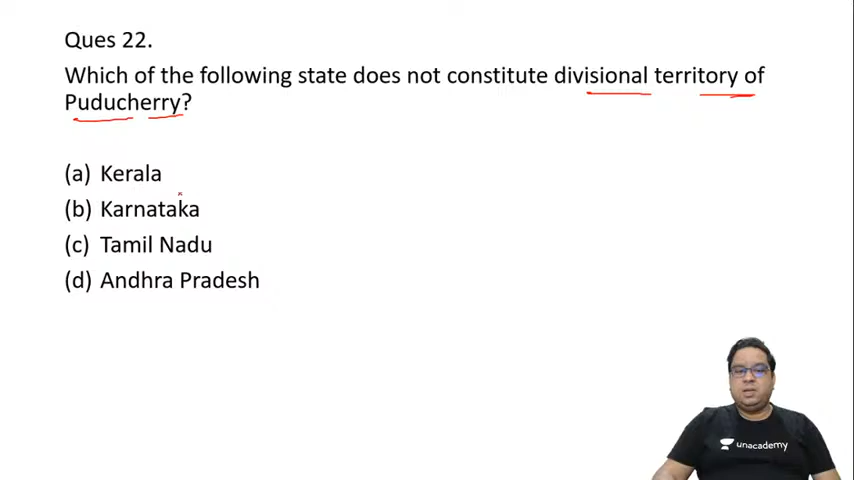 Ques 22.
Which of the following state does not constitute divisional territory of
Puducherry?
(a) Kerala
(b) Karnataka
(c) Tamil Nadu
(d) Andhra Pradesh
unacademy